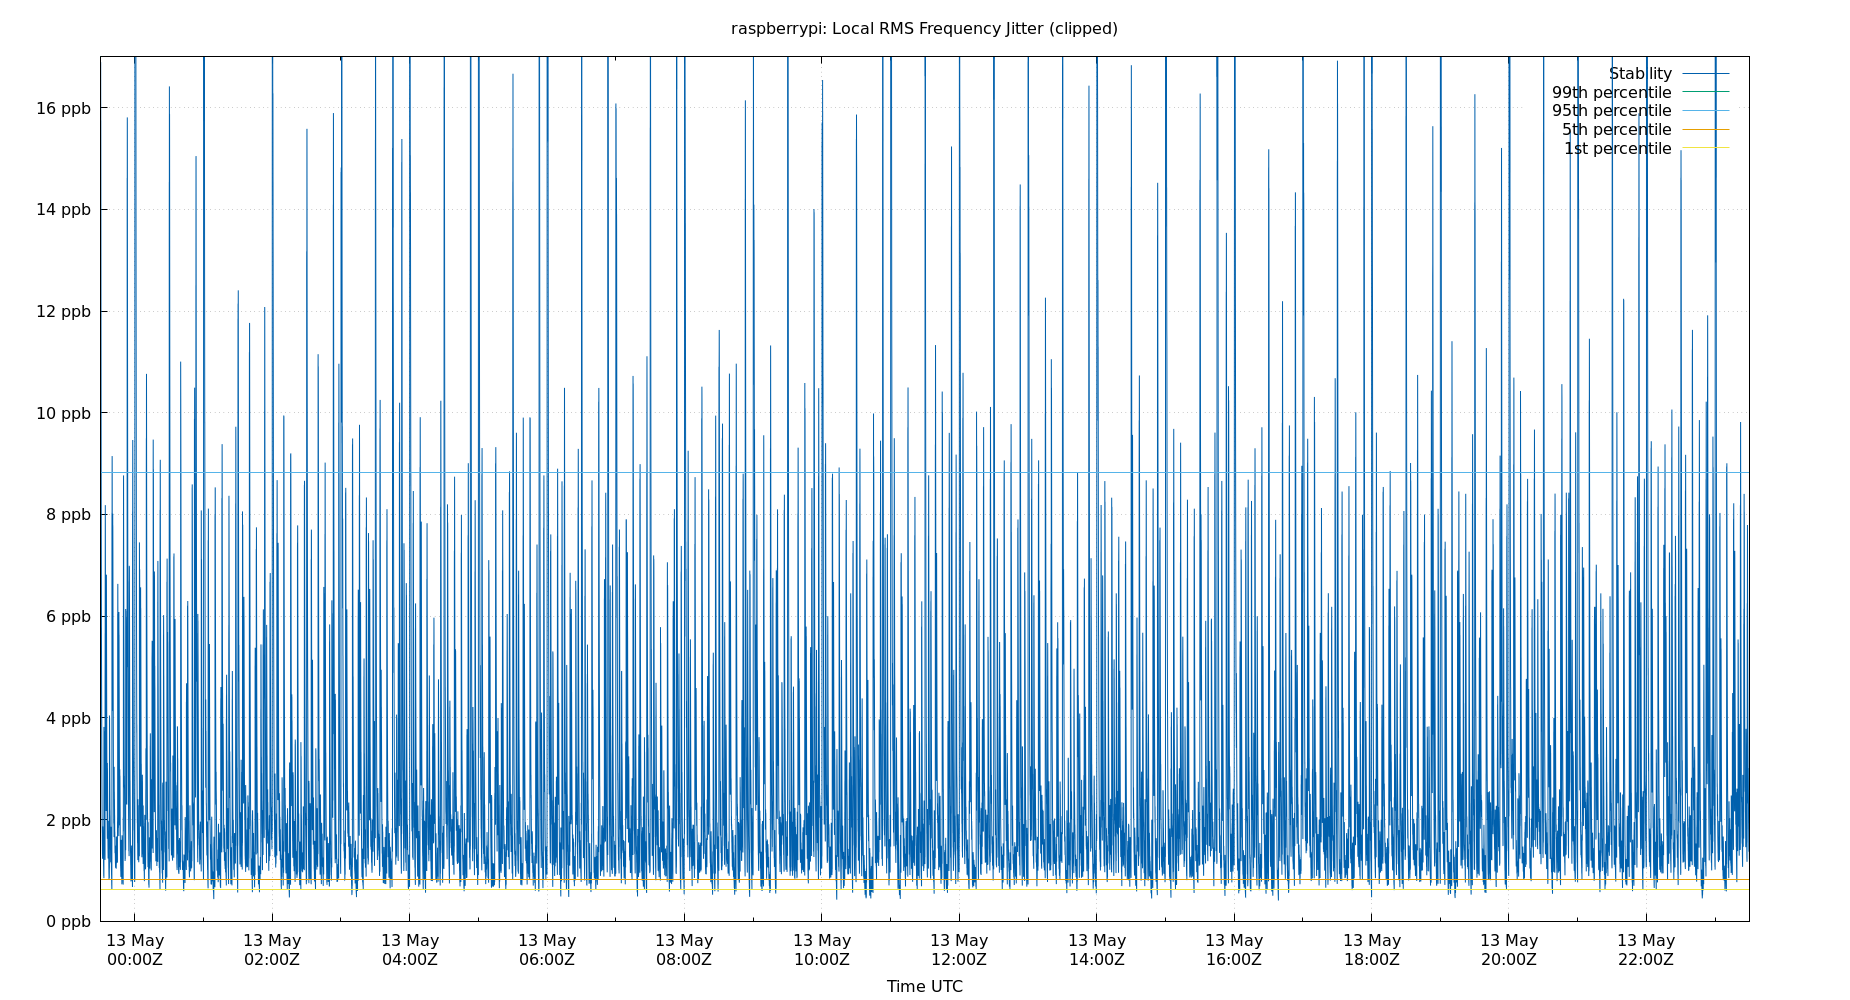 raspberrypi: Local RMS Frequency Jitter (clipped)
Stability
99th percentile
95th percentile
5th percentile
1st percentile
16 ppb
14 ppb
12 ppb
10 ppb
8 ppb
6 ppb
4 ppb
2 ppb
0 ppb
13 May 13 May 13 May 13 May 13 May 13 May 13 May 13 May 13 May 13 May 13 May 13 May
00:00Z 02:00Z 04:00Z 06:00Z 08:00Z 10:00Z 12:00Z 14:00Z 16:00Z 18:00Z 20:00Z 22:00Z
Time UTC